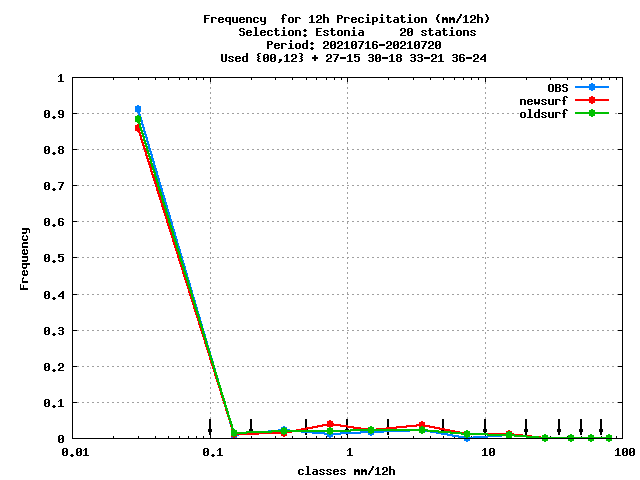 Frequency  for 12h Precipitation (mm/12h)
Selection: Estonia     20 stations
Period: 20210716-20210720
Used {00,12} + 27-15 30-18 33-21 36-24
OBS
newsurf
oldsurf
1
0.9
0.8
0.7
0.6
0.5
0.4
0.3
0.2
0.1
0
Frequency
0.01 0.1 1 10 100
classes mm/12h